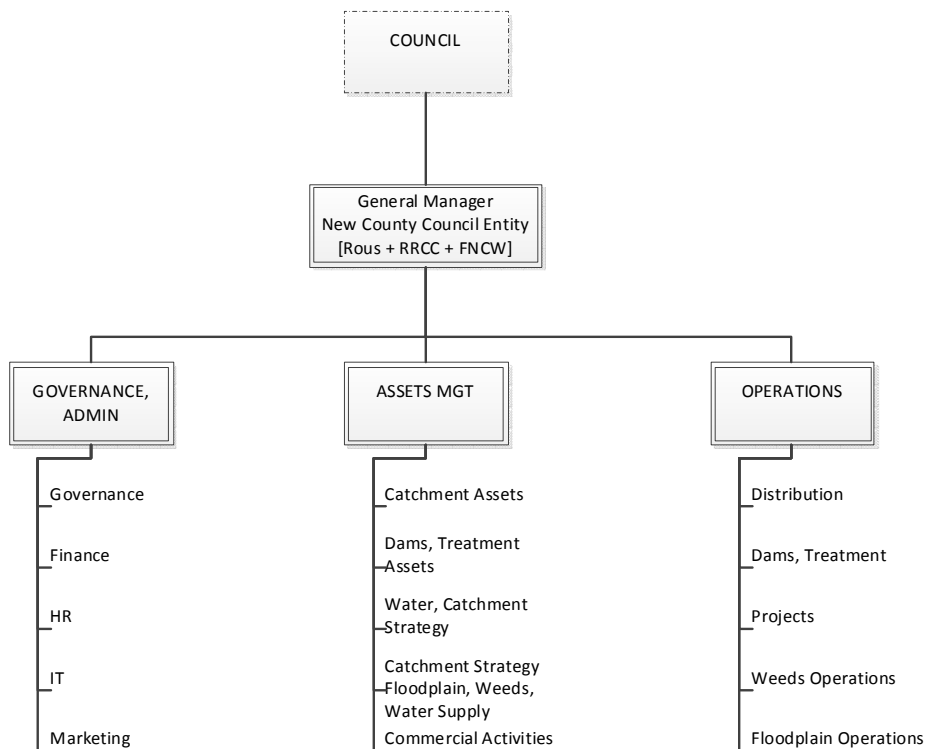 COUNCIL
General Manager
New County Council Entity
[Rous + RRCC + FNCW]
GOVERNANCE,
ADMIN
ASSETS MGT
OPERATIONS
Governance
Finance
HR
IT
Marketing
Catchment Assets
Dams, Treatment
Assets
Water, Catchment
Strategy
Catchment Strategy
Floodplain, Weeds,
Water Supply
Commercial Activities
Distribution
Dams, Treatment
Projects
Weeds Operations
Floodplain Operations